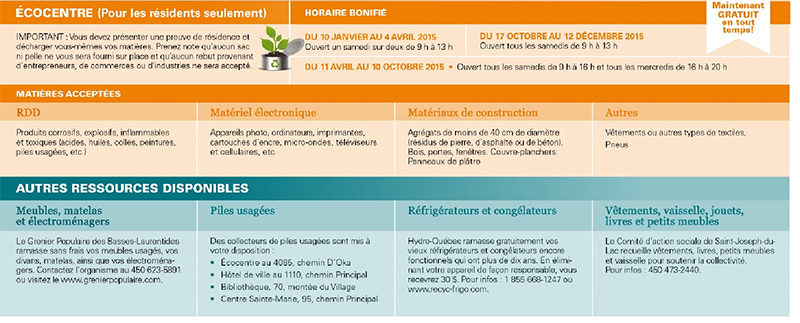 ÉCOCENTRE (Pour les résidents seulement)
IMPORTANT : Vous devez présenter une preuve de résidence et
décharger vous-mêmes vos matières. Prenez note qu'aucun sac
ni pelle ne vous sera fourni sur place et qu'aucun rebut provenant
d'entrepreneurs, de commerces ou d'industries ne sera accepté.
HORAIRE BONIFIÉ
DU 10 JANVIER AU 4 AVRIL 2015
Ouvert un samedi sur deux de 9 h à 13 h
DU 17 OCTOBRE AU 12 DÉCEMBRE 2015
Ouvert tous les samedis de 9 h à 13 h
DU 11 AVRIL AU 10 OCTOBRE 2015 • Ouvert tous les samedis de 9 h à 16 h et tous les mercredis de 16 h à 20 h
Maintenant
GRATUIT
en tout
temps!
MATIÈRES ACCEPTÉES
RDD
Produits corrosifs, explosifs, inflammables
et toxiques (acides, huiles, colles, peintures,
piles usagées, etc.)
Matériel électronique
Appareils photo, ordinateurs, imprimantes,
cartouches d'encre, micro-ondes, téléviseurs
et cellulaires, etc.
Matériaux de construction
Agrégats de moins de 40 cm de diamètre
(résidus de pierre, d'asphalte ou de béton).
Bois, portes, fenêtres. Couvre-planchers.
Panneaux de plâtre
Autres
Vêtements ou autres types de textiles,
Pneus
AUTRES RESSOURCES DISPONIBLES
Meubles, matelas
et électroménagers
Le Grenier Populaire des Basses-Laurentides
ramasse sans frais vos meubles usagés, vos
divans, matelas, ainsi que vos électroména-
gers. Contactez l'organisme au 450 623-5891
ou visitez le www.grenierpopulaire.com.
Piles usagées
Des collecteurs de piles usagées sont mis à
votre disposition :
• Écocentre au 4085, chemin D'Oka
• Hôtel de ville au 1110, chemin Principal
• Bibliothèque, 70, montée du Village
• Centre Sainte-Marie, 95, chemin Principal
Réfrigérateurs et congélateurs
Hydro-Québec ramasse gratuitement vos
vieux réfrigérateurs et congélateurs encore
fonctionnels qui ont plus de dix ans. En élimi-
nant votre appareil de façon responsable, vous
recevrez 30 $. Pour infos : 1 855 668-1247 ou
www.recyc-frigo.com.
Vêtements, vaisselle, jouets,
livres et petits meubles
Le Comité d'action sociale de Saint-Joseph-du-
Lac recueille vêtements, livres, petits meubles
et vaisselle pour soutenir la collectivité.
Pour infos : 450 473-2440.